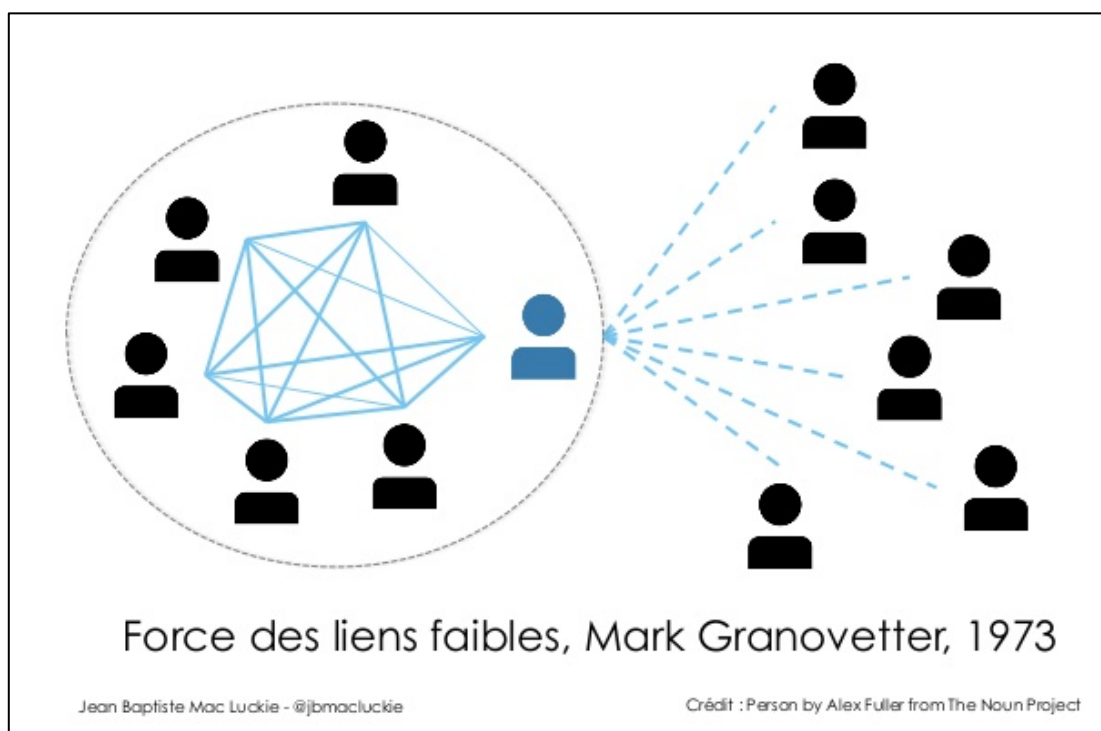 Force des liens faibles, Mark Granovetter, 1973
Jean Baptiste Mac Luckie - @jbmacluckie
Crédit : Person by Alex Fuller from The Noun Project